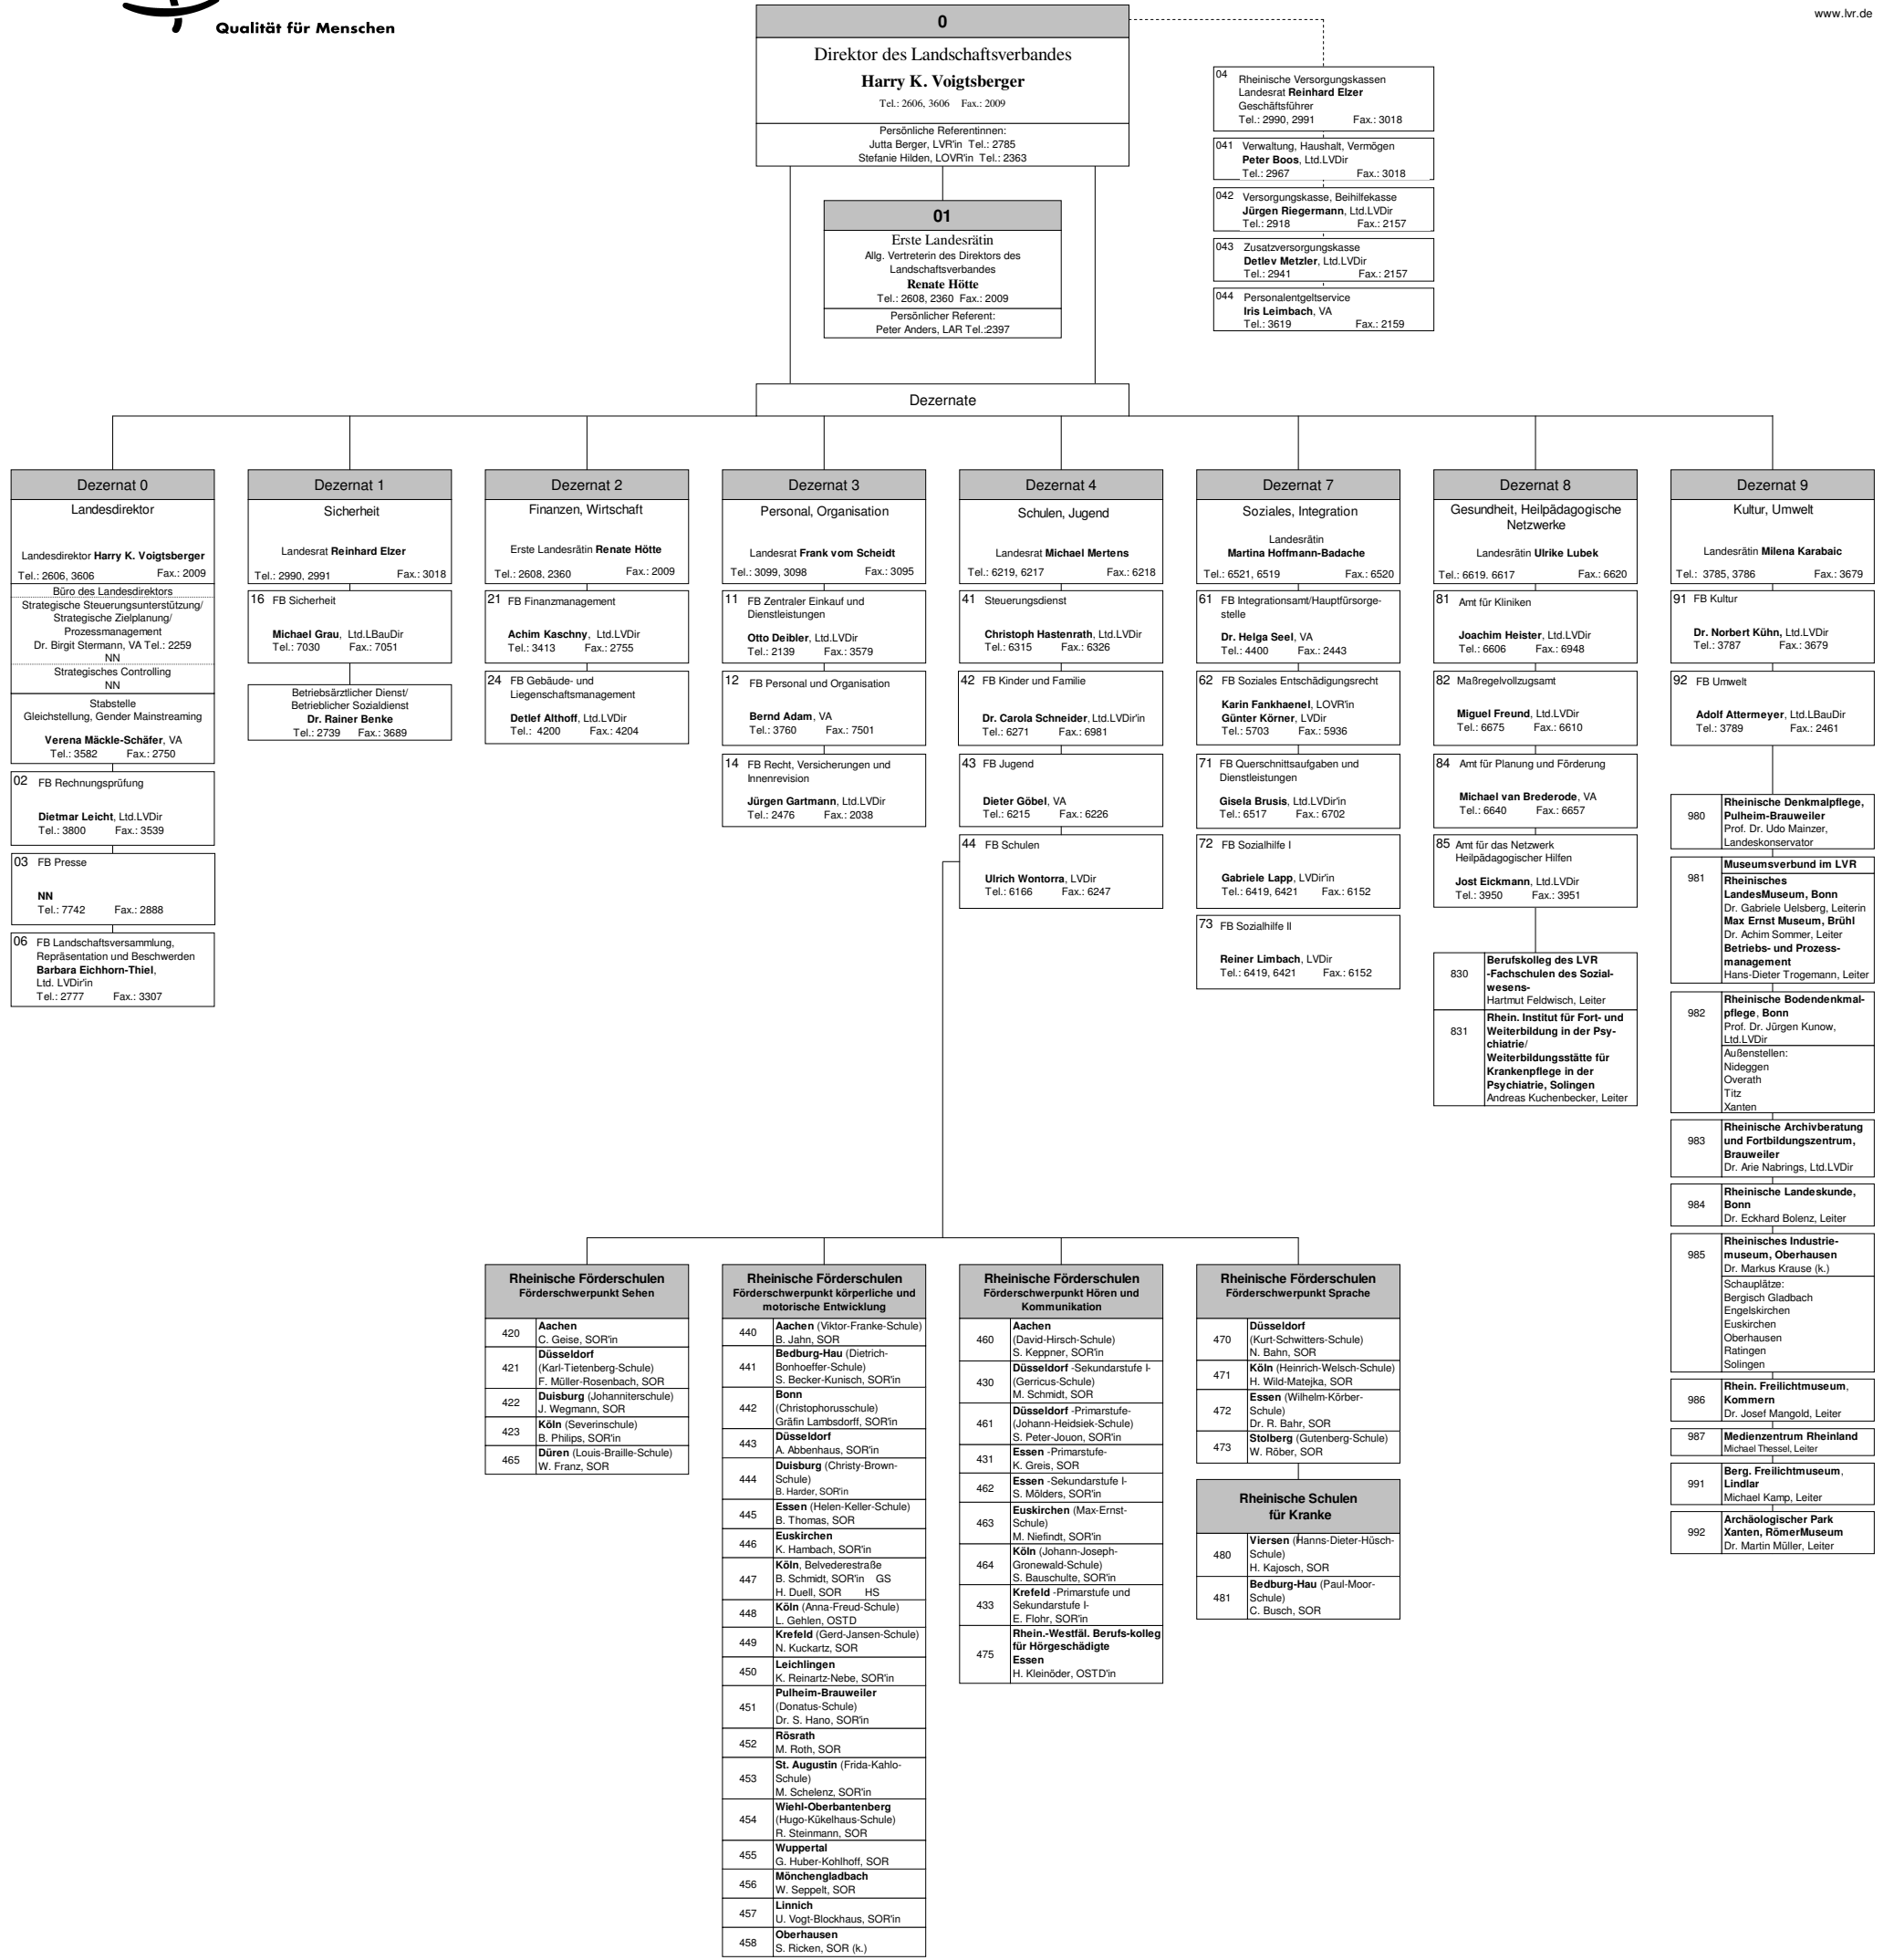 Qualität für Menschen
www.lvr.de
0
Direktor des Landschaftsverbandes
Harry K. Voigtsberger
Tel.: 2606, 3606 Fax.: 2009
Persönliche Referentinnen:
Jutta Berger, LVR'in Tel.: 2785
Stefanie Hilden, LOVR'in Tel.: 2363
04 Rheinische Versorgungskassen
Landesrat Reinhard Elzer
Geschäftsführer
Tel.: 2990, 2991 Fax.: 3018
041 Verwaltung, Haushalt, Vermögen
Peter Boos, Ltd.LVDir
Tel.: 2967 Fax.: 3018
042 Versorgungskasse, Beihilfekasse
Jürgen Riegermann, Ltd.LVDir
Tel.: 2918 Fax.: 2157
043 Zusatzversorgungskasse
Detlev Metzler, Ltd.LVDir
Tel.: 2941 Fax.: 2157
044 Personalentgeltservice
Iris Leimbach, VA
Tel.: 3619 Fax.: 2159
01
Erste Landesrätin
Allg. Vertreterin des Direktors des
Landschaftsverbandes
Renate Hötte
Tel.: 2608, 2360 Fax.: 2009
Persönlicher Referent:
Peter Anders, LAR Tel.:2397
Dezernate
Dezernat 0
Landesdirektor
Landesdirektor Harry K. Voigtsberger
Tel.: 2606, 3606 Fax.: 2009
Büro des Landesdirektors
Strategische Steuerungsunterstützung/
Strategische Zielplanung/
Prozessmanagement
Dr. Birgit Stermann, VA Tel.: 2259
NN
Strategisches Controlling
NN
Stabstelle
Gleichstellung, Gender Mainstreaming
Verena Mäckle-Schäfer, VA
Tel.: 3582 Fax.: 2750
02 FB Rechnungsprüfung
Dietmar Leicht, Ltd.LVDir
Tel.: 3800 Fax.: 3539
03 FB Presse
NN
Tel.: 7742 Fax.: 2888
06 FB Landschaftsversammlung,
Repräsentation und Beschwerden
Barbara Eichhorn-Thiel,
Ltd. LVDir'in
Tel.: 2777 Fax.: 3307
Dezernat 1
Sicherheit
Landesrat Reinhard Elzer
Tel.: 2990, 2991 Fax.: 3018
16 FB Sicherheit
Michael Grau, Ltd.LBauDir
Tel.: 7030 Fax.: 7051
Betriebsärztlicher Dienst/
Betrieblicher Sozialdienst
Dr. Rainer Benke
Tel.: 2739 Fax.: 3689
Dezernat 2
Finanzen, Wirtschaft
Erste Landesrätin Renate Hötte
Tel.: 2608, 2360 Fax.: 2009
21 FB Finanzmanagement
Achim Kaschny, Ltd.LVDir
Tel.: 3413 Fax.: 2755
24 FB Gebäude- und
Liegenschaftsmanagement
Detlef Althoff, Ltd.LVDir
Tel.: 4200 Fax.: 4204
Dezernat 3
Personal, Organisation
Landesrat Frank vom Scheidt
Tel.: 3099, 3098 Fax.: 3095
11 FB Zentraler Einkauf und
Dienstleistungen
Otto Deibler, Ltd.LVDir
Tel.: 2139 Fax.: 3579
12 FB Personal und Organisation
Bernd Adam, VA
Tel.: 3760 Fax.: 7501
14 FB Recht, Versicherungen und
Innenrevision
Jürgen Gartmann, Ltd.LVDir
Tel.: 2476 Fax.: 2038
Dezernat 4
Schulen, Jugend
Landesrat Michael Mertens
Tel.: 6219, 6217 Fax.: 6218
41 Steuerungsdienst
Christoph Hastenrath, Ltd.LVDir
Tel.: 6315 Fax.: 6326
42 FB Kinder und Familie
Dr. Carola Schneider, Ltd.LVDir'in
Tel.: 6271 Fax.: 6981
43 FB Jugend
Dieter Göbel, VA
Tel.: 6215 Fax.: 6226
44 FB Schulen
Ulrich Wontorra, LVDir
Tel.: 6166 Fax.: 6247
Dezernat 7
Soziales, Integration
Landesrätin
Martina Hoffmann-Badache
Tel.: 6521, 6519 Fax.: 6520
61 FB Integrationsamt/Hauptfürsorge-
stelle
Dr. Helga Seel, VA
Tel.: 4400 Fax.: 2443
62 FB Soziales Entschädigungsrecht
Karin Fankhaenel, LOVR'in
Günter Körner, LVDir
Tel.: 5703 Fax.: 5936
71 FB Querschnittsaufgaben und
Dienstleistungen
Gisela Brusis, Ltd.LVDir'in
Tel.: 6517 Fax.: 6702
72 FB Sozialhilfe I
Gabriele Lapp, LVDir'in
Tel.: 6419, 6421 Fax.: 6152
73 FB Sozialhilfe II
Reiner Limbach, LVDir
Tel.: 6419, 6421 Fax.: 6152
Dezernat 8
Gesundheit, Heilpädagogische
Netzwerke
Landesrätin Ulrike Lubek
Tel.: 6619. 6617 Fax.: 6620
81 Amt für Kliniken
Joachim Heister, Ltd.LVDir
Tel.: 6606 Fax.: 6948
82 Maßregelvollzugsamt
Miguel Freund, Ltd.LVDir
Tel.: 6675 Fax.: 6610
84 Amt für Planung und Förderung
Michael van Brederode, VA
Tel.: 6640 Fax.: 6657
85 Amt für das Netzwerk
Heilpädagogischer Hilfen
Jost Eickmann, Ltd.LVDir
Tel.: 3950 Fax.: 3951
830 Berufskolleg des LVR
-Fachschulen des Sozial-
wesens-
Hartmut Feldwisch, Leiter
831 Rhein. Institut für Fort- und
Weiterbildung in der Psy-
chiatrie/
Weiterbildungsstätte für
Krankenpflege in der
Psychiatrie, Solingen
Andreas Kuchenbecker, Leiter
Dezernat 9
Kultur, Umwelt
Landesrätin Milena Karabaic
Tel.: 3785, 3786 Fax.: 3679
91 FB Kultur
Dr. Norbert Kühn, Ltd.LVDir
Tel.: 3787 Fax.: 3679
92 FB Umwelt
Adolf Attermeyer, Ltd.LBauDir
Tel.: 3789 Fax.: 2461
980 Rheinische Denkmalpflege,
Pulheim-Brauweiler
Prof. Dr. Udo Mainzer,
Landeskonservator
Museumsverbund im LVR
981 Rheinisches
LandesMuseum, Bonn
Dr. Gabriele Uelsberg, Leiterin
Max Ernst Museum, Brühl
Dr. Achim Sommer, Leiter
Betriebs- und Prozess-
management
Hans-Dieter Trogemann, Leiter
982 Rheinische Bodendenkmal-
pflege, Bonn
Prof. Dr. Jürgen Kunow,
Ltd.LVDir
Außenstellen:
Nideggen
Overath
Titz
Xanten
983 Rheinische Archivberatung
und Fortbildungszentrum,
Brauweiler
Dr. Arie Nabrings, Ltd.LVDir
984 Rheinische Landeskunde,
Bonn
Dr. Eckhard Bolenz, Leiter
985 Rheinisches Industrie-
museum, Oberhausen
Dr. Markus Krause (k.)
Schauplätze:
Bergisch Gladbach
Engelskirchen
Euskirchen
Oberhausen
Ratingen
Solingen
986 Rhein. Freilichtmuseum,
Kommern
Dr. Josef Mangold, Leiter
987 Medienzentrum Rheinland
Michael Thessel, Leiter
991 Berg. Freilichtmuseum,
Lindlar
Michael Kamp, Leiter
992 Archäologischer Park
Xanten, RömerMuseum
Dr. Martin Müller, Leiter
Rheinische Förderschulen
Förderschwerpunkt Sehen
420 Aachen
C. Geise, SOR'in
421 Düsseldorf
(Karl-Tietenberg-Schule)
F. Müller-Rosenbach, SOR
422 Duisburg (Johanniterschule)
J. Wegmann, SOR
423 Köln (Severinschule)
B. Philips, SOR'in
465 Düren (Louis-Braille-Schule)
W. Franz, SOR
Rheinische Förderschulen
Förderschwerpunkt körperliche und
motorische Entwicklung
440 Aachen (Viktor-Franke-Schule)
B. Jahn, SOR
441 Bedburg-Hau (Dietrich-
Bonhoeffer-Schule)
S. Becker-Kunisch, SOR'in
442 Bonn
(Christophorusschule)
Gräfin Lambsdorff, SOR'in
443 Düsseldorf
A. Abbenhaus, SOR'in
444 Duisburg (Christy-Brown-
Schule)
B. Harder, SOR'in
445 Essen (Helen-Keller-Schule)
B. Thomas, SOR
446 Euskirchen
K. Hambach, SOR'in
447 Köln, Belvederestraße
B. Schmidt, SOR'in GS
H. Duell, SOR HS
448 Köln (Anna-Freud-Schule)
L. Gehlen, OSTD
449 Krefeld (Gerd-Jansen-Schule)
N. Kuckartz, SOR
450 Leichlingen
K. Reinartz-Nebe, SOR'in
451 Pulheim-Brauweiler
(Donatus-Schule)
Dr. S. Hano, SOR'in
452 Rösrath
M. Roth, SOR
453 St. Augustin (Frida-Kahlo-
Schule)
M. Schelenz, SOR'in
454 Wiehl-Oberbantenberg
(Hugo-Kükelhaus-Schule)
R. Steinmann, SOR
455 Wuppertal
G. Huber-Kohlhoff, SOR
456 Mönchengladbach
W. Seppelt, SOR
457 Linnich
U. Vogt-Blockhaus, SOR'in
458 Oberhausen
S. Ricken, SOR (k.)
Rheinische Förderschulen
Förderschwerpunkt Hören und
Kommunikation
460 Aachen
(David-Hirsch-Schule)
S. Keppner, SOR'in
430 Düsseldorf -Sekundarstufe I-
(Gerricus-Schule)
M. Schmidt, SOR
461 Düsseldorf -Primarstufe-
(Johann-Heidsiek-Schule)
S. Peter-Jouon, SOR'in
431 Essen -Primarstufe-
K. Greis, SOR
462 Essen -Sekundarstufe I-
S. Mölders, SOR'in
463 Euskirchen (Max-Ernst-
Schule)
M. Niefindt, SOR'in
464 Köln (Johann-Joseph-
Gronewald-Schule)
S. Bauschulte, SOR'in
433 Krefeld -Primarstufe und
Sekundarstufe I-
E. Flohr, SOR'in
475 Rhein.-Westfäl. Berufs-kolleg
für Hörgeschädigte
Essen
H. Kleinöder, OSTD'in
Rheinische Förderschulen
Förderschwerpunkt Sprache
470 Düsseldorf
(Kurt-Schwitters-Schule)
N. Bahn, SOR
471 Köln (Heinrich-Welsch-Schule)
H. Wild-Matejka, SOR
472 Essen (Wilhelm-Körber-
Schule)
Dr. R. Bahr, SOR
473 Stolberg (Gutenberg-Schule)
W. Röber, SOR
Rheinische Schulen
für Kranke
480 Viersen (Hanns-Dieter-Hüsch-
Schule)
H. Kajosch, SOR
481 Bedburg-Hau (Paul-Moor-
Schule)
C. Busch, SOR